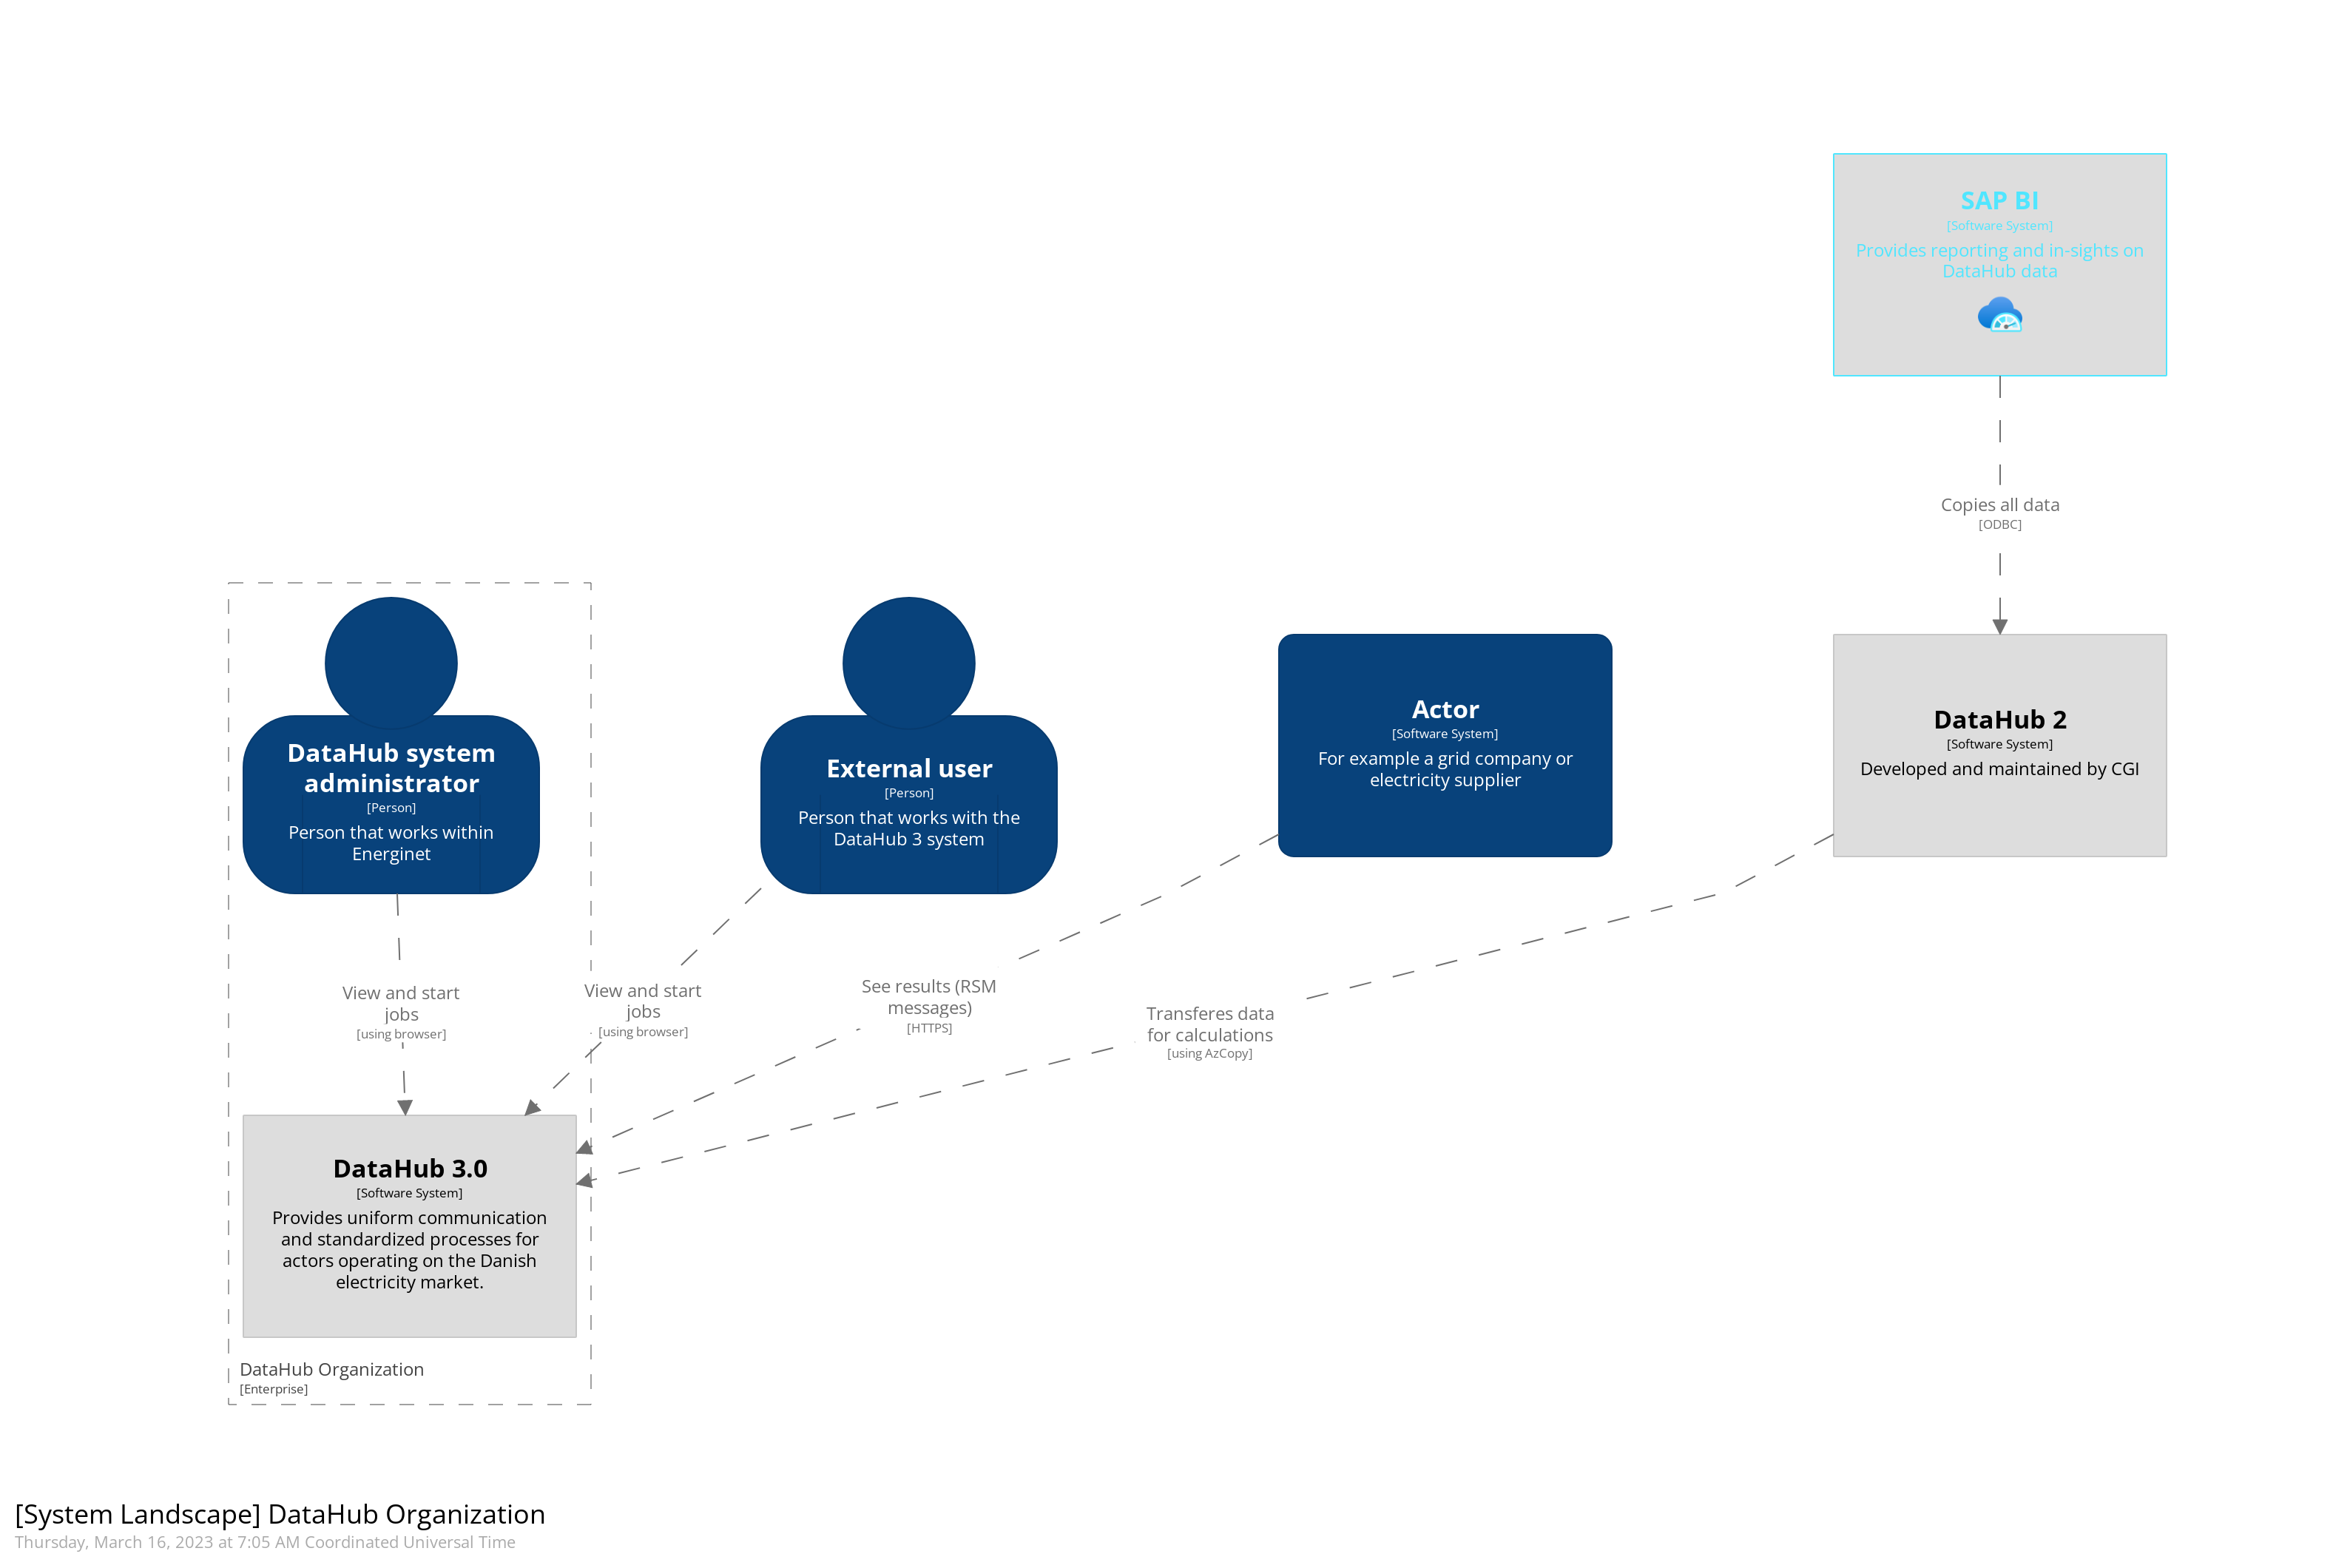 SAP BI
[Software System]
Provides reporting and in-sights on
DataHub data
Copies all data
[ODBC]
DataHub system
administrator
[Person]
Person that works within
Energinet
External user
[Person]
Person that works with the
DataHub 3 system
Actor
[Software System]
For example a grid company or
electricity supplier
DataHub 2
[Software System]
Developed and maintained by CGI
View and start
jobs
[using browser]
View and start
jobs
[using browser]
See results (RSM
messages)
[HTTPS]
Transferes data
for calculations
[using AzCopy]
DataHub 3.0
[Software System]
Provides uniform communication
and standardized processes for
actors operating on the Danish
electricity market.
DataHub Organization
[Enterprise]
[System Landscape] DataHub Organization
Thursday, March 16, 2023 at 7:05 AM Coordinated Universal Time